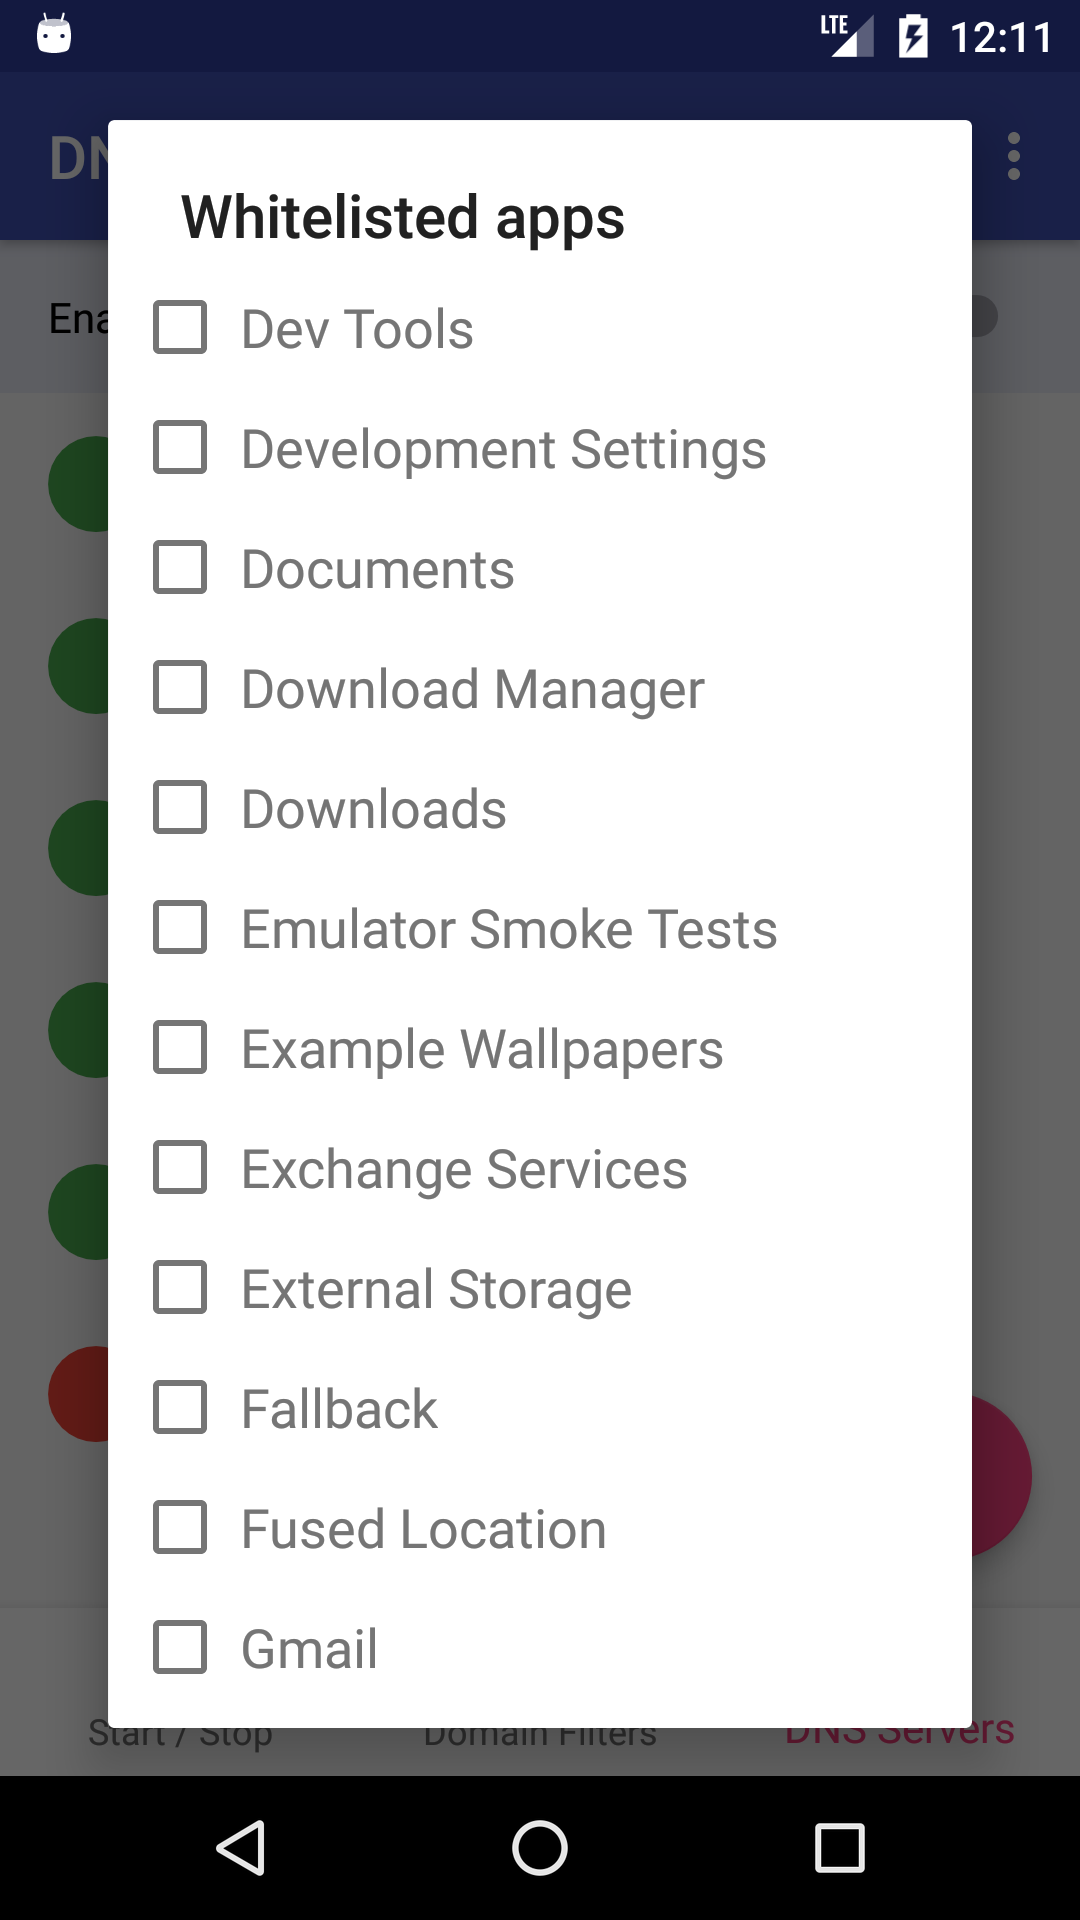 LTE 12:11
DN
Whitelisted apps
Ena
Dev Tools
Development Settings
Documents
Download Manager
Downloads
Emulator Smoke Tests
Example Wallpapers
Exchange Services
External Storage
Fallback
Fused Location
Gmail
Start / Stop Domain Filters DNS Servers